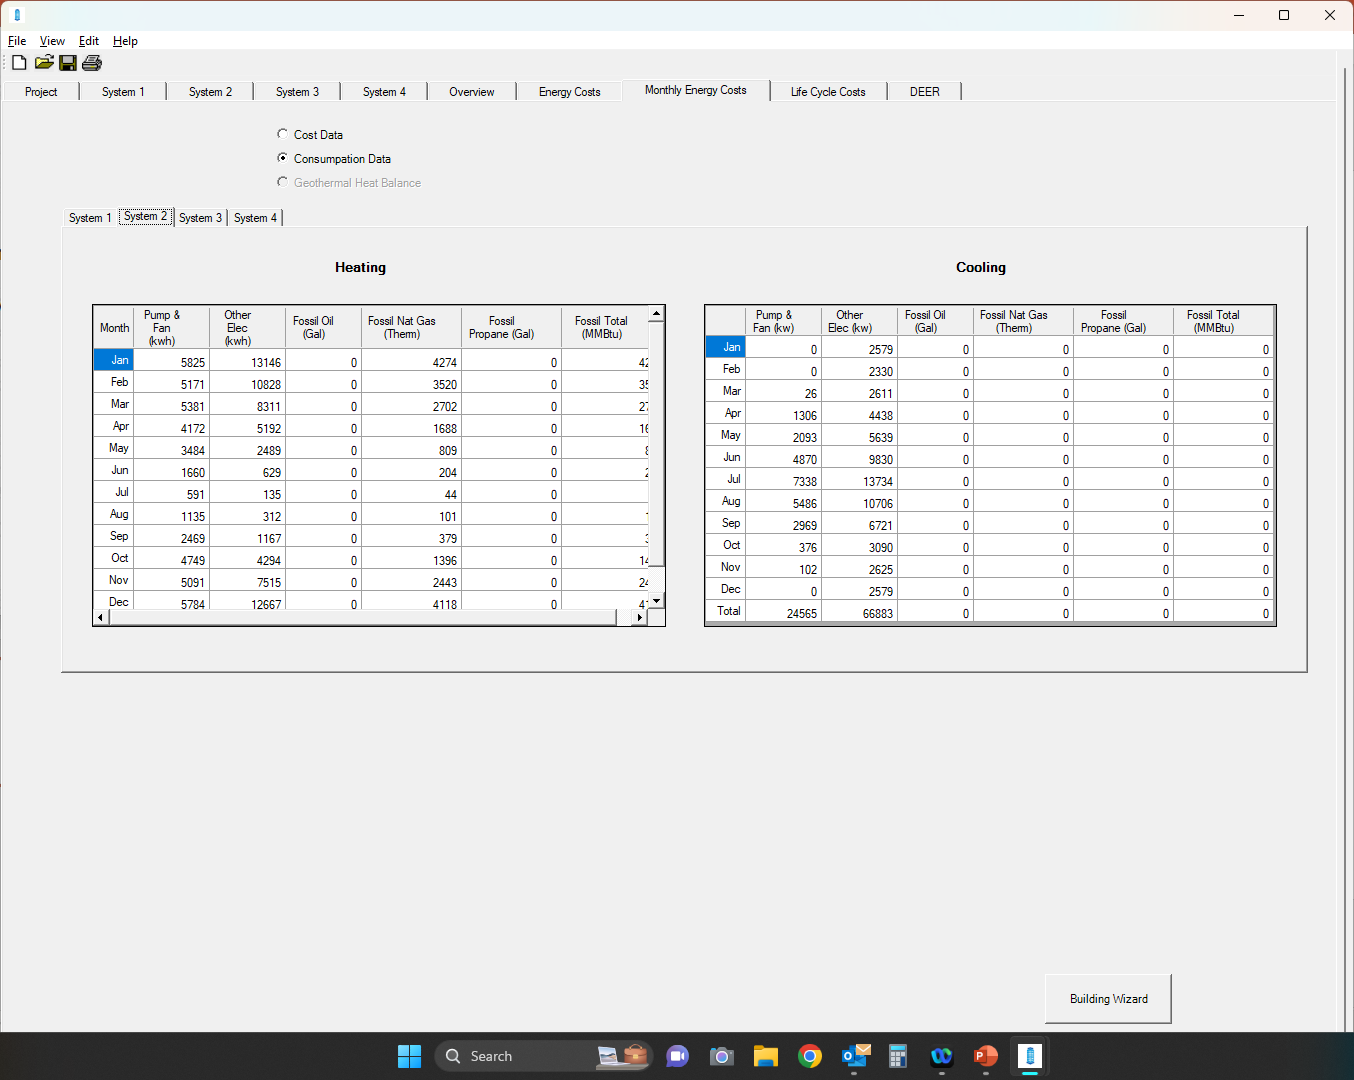 File View Edit Help
Project System 1 System 2 System 3 System 4 Overview Energy Costs Monthly Energy Costs Life Cycle Costs DEER
Cost Data
Consumpation Data
Geothermal Heat Balance
System 1 System 2 System 3 System 4
Heating
Month Pump & Fan (kwh) Other Elec (kwh) Fossil Oil (Gal) Fossil Nat Gas (Therm) Fossil Propane (Gal) Fossil Total (MMBtu)
Jan 5825 13146 0 4274 0
Feb 5171 10828 0 3520 0
Mar 5381 8311 0 2702 0
Apr 4172 5192 0 1688 0
May 3484 2489 0 809 0
Jun 1660 629 0 204 0
Jul 591 135 0 44 0
Aug 1135 312 0 101 0
Sep 2469 1167 0 379 0
Oct 4749 4294 0 1396 0
Nov 5091 7515 0 2443 0
Dec 5784 12667 0 4118 0
Cooling
Pump & Fan (kw) Other Elec (kw) Fossil Oil (Gal) Fossil Nat Gas (Therm) Fossil Propane (Gal) Fossil Total (MMBtu)
Jan 0 2579 0 0 0 0
Feb 0 2330 0 0 0 0
Mar 26 2611 0 0 0 0
Apr 1306 4438 0 0 0 0
May 2093 5639 0 0 0 0
Jun 4870 9830 0 0 0 0
Jul 7338 13734 0 0 0 0
Aug 5486 10706 0 0 0 0
Sep 2969 6721 0 0 0 0
Oct 376 3090 0 0 0 0
Nov 102 2625 0 0 0 0
Dec 0 2579 0 0 0 0
Total 24565 66883 0 0 0 0
Building Wizard
Search